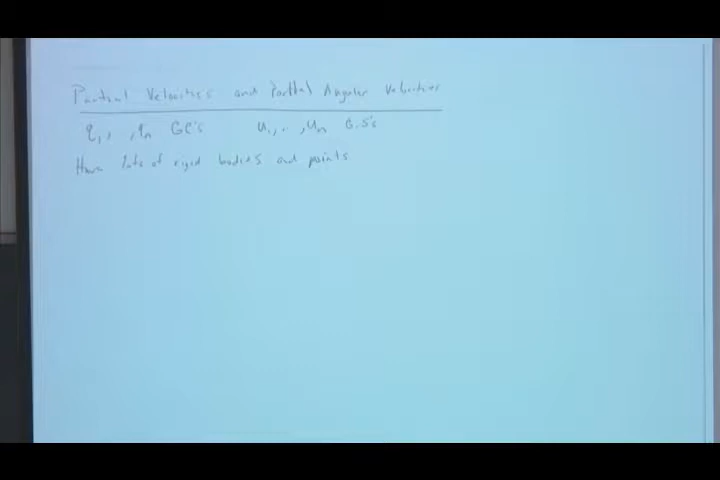 Partial Velocities and Partial Angular Velocities
q₁, , qₙ GC's u₁, . , uₙ G.S's
Have lots of rigid bodies and points